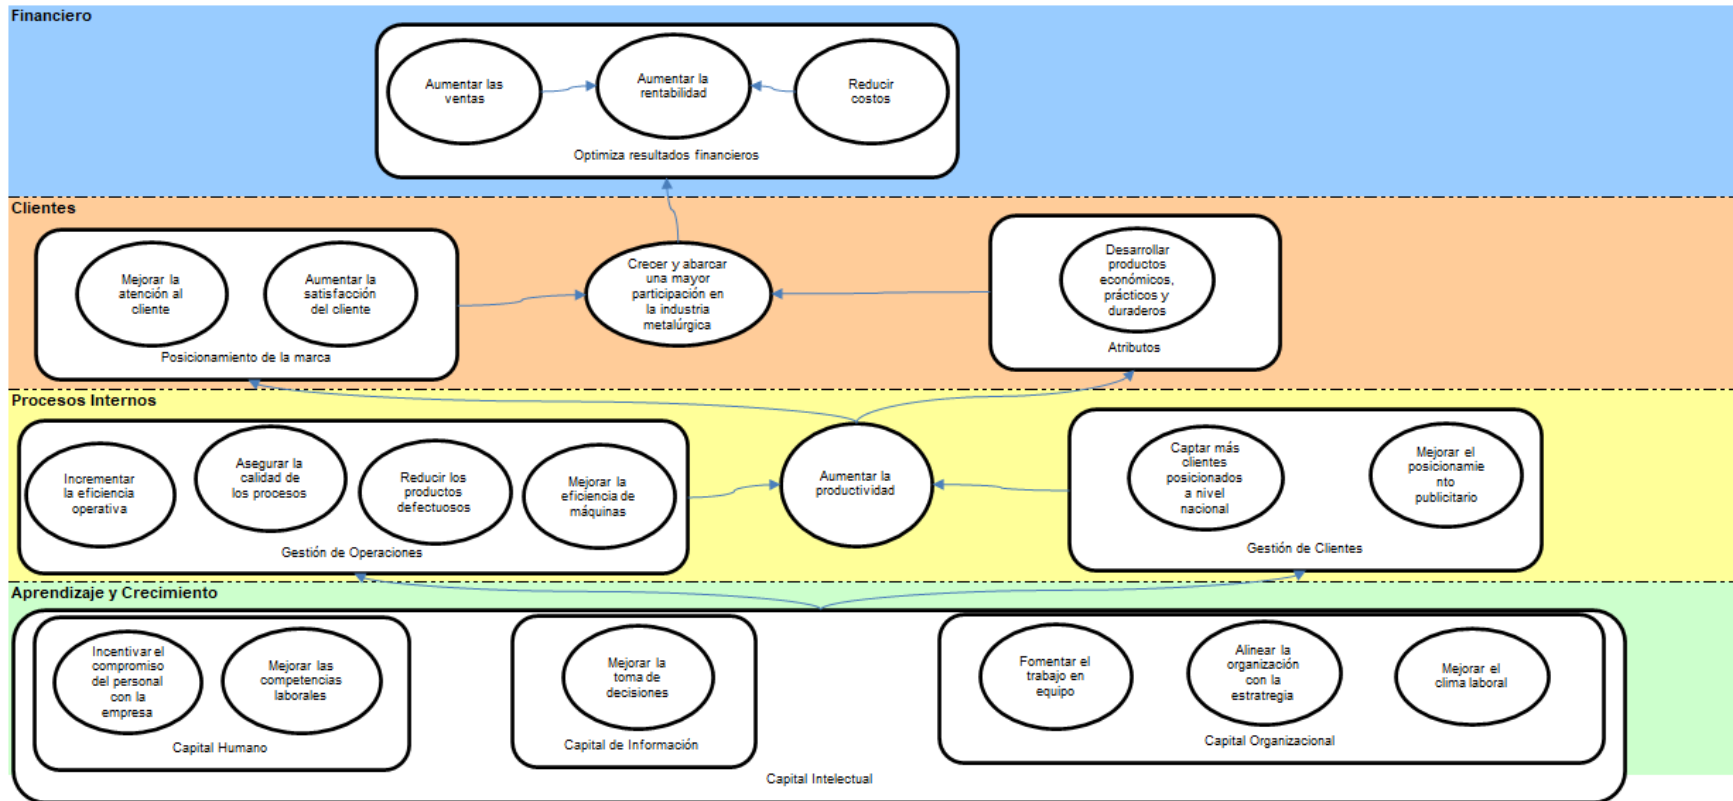 Financiero
Aumentar las
ventas
Aumentar la
rentabilidad
Reducir
costos
Optimiza resultados financieros
Clientes
Mejorar la
atención al
cliente
Aumentar la
satisfacción
del cliente
Posicionamiento de la marca
Crecer y abarcar
una mayor
participación en
la industria
metalúrgica
Desarrollar
productos
económicos,
prácticos y
duraderos
Atributos
Procesos Internos
Incrementar
la eficiencia
operativa
Asegurar la
calidad de
los procesos
Reducir los
productos
defectuosos
Mejorar la
eficiencia de
máquinas
Gestión de Operaciones
Aumentar la
productividad
Captar más
clientes
posicionados
a nivel
nacional
Mejorar el
posicionamie
nto
publicitario
Gestión de Clientes
Aprendizaje y Crecimiento
Incentivar el
compromiso
del personal
con la
empresa
Mejorar las
competencias
laborales
Capital Humano
Mejorar la
toma de
decisiones
Capital de Información
Fomentar el
trabajo en
equipo
Alinear la
organización
con la
estratregia
Mejorar el
clima laboral
Capital Organizacional
Capital Intelectual